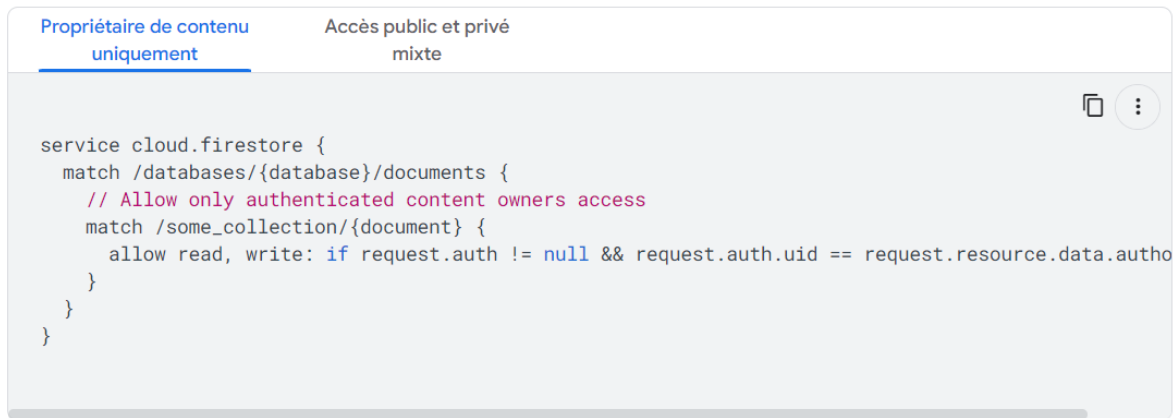 Propriétaire de contenu
uniquement
Accès public et privé
mixte
service cloud.firestore {
  match /databases/{database}/documents {
    // Allow only authenticated content owners access
    match /some_collection/{document} {
      allow read, write: if request.auth != null && request.auth.uid == request.resource.data.autho
    }
  }
}